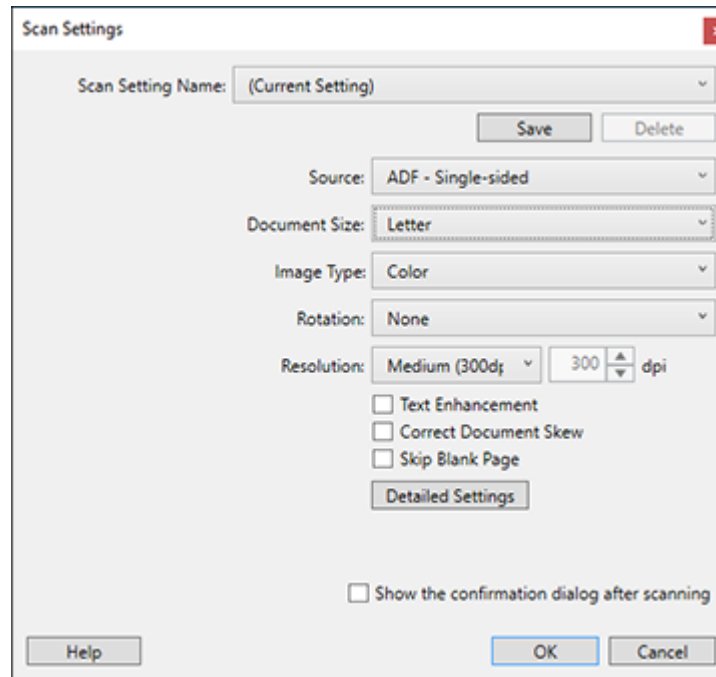 Scan Settings
Scan Setting Name: (Current Setting)
Save Delete
Source: ADF - Single-sided
Document Size: Letter
Image Type: Color
Rotation: None
Resolution: Medium (300dp 300 dpi
Text Enhancement
Correct Document Skew
Skip Blank Page
Detailed Settings
Show the confirmation dialog after scanning
Help OK Cancel